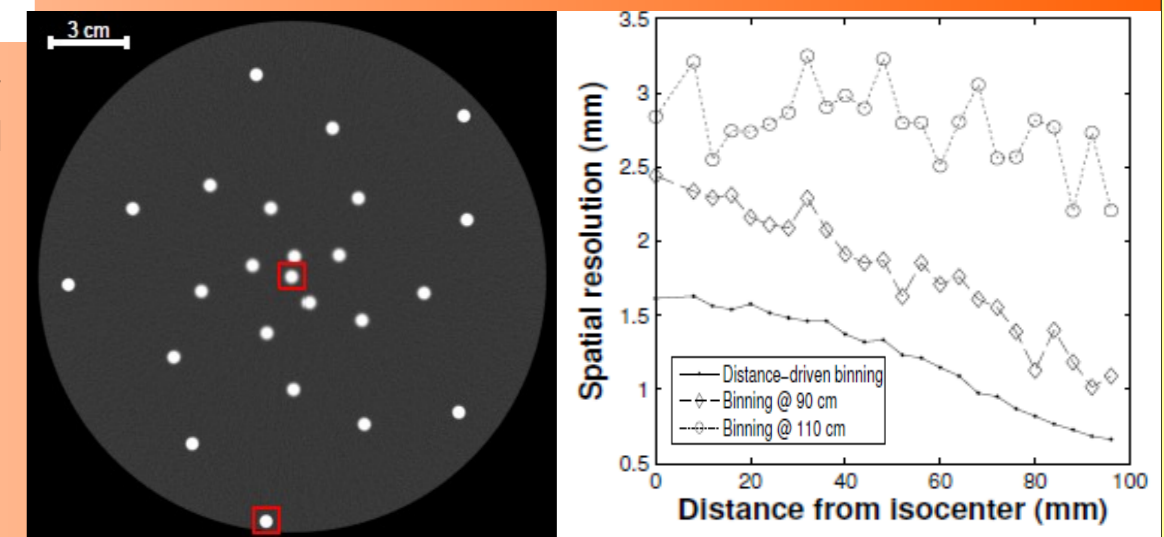 3 cm
Spatial resolution (mm)
3.5
3
2.5
2
1.5
1
0.5
Distance-driven binning
Binning @ 90 cm
Binning @ 110 cm
0 20 40 60 80 100
Distance from isocenter (mm)